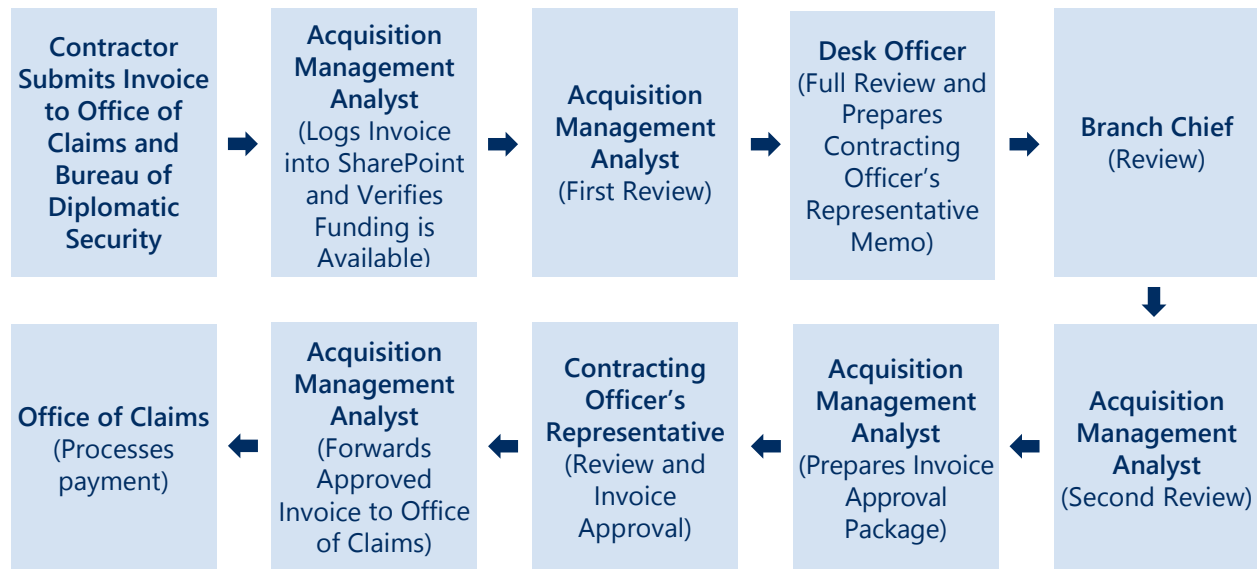 Contractor
Submits Invoice
to Office of
Claims and
Bureau of
Diplomatic
Security
Acquisition
Management
Analyst
(Logs Invoice
into SharePoint
and Verifies
Funding is
Available)
Acquisition
Management
Analyst
(First Review)
Desk Officer
(Full Review and
Prepares
Contracting
Officer’s
Representative
Memo)
Branch Chief
(Review)
Acquisition
Management
Analyst
(Second Review)
Acquisition
Management
Analyst
(Prepares Invoice
Approval
Package)
Contracting
Officer’s
Representative
(Review and
Invoice
Approval)
Acquisition
Management
Analyst
(Forwards
Approved
Invoice to Office
of Claims)
Office of Claims
(Processes
payment)